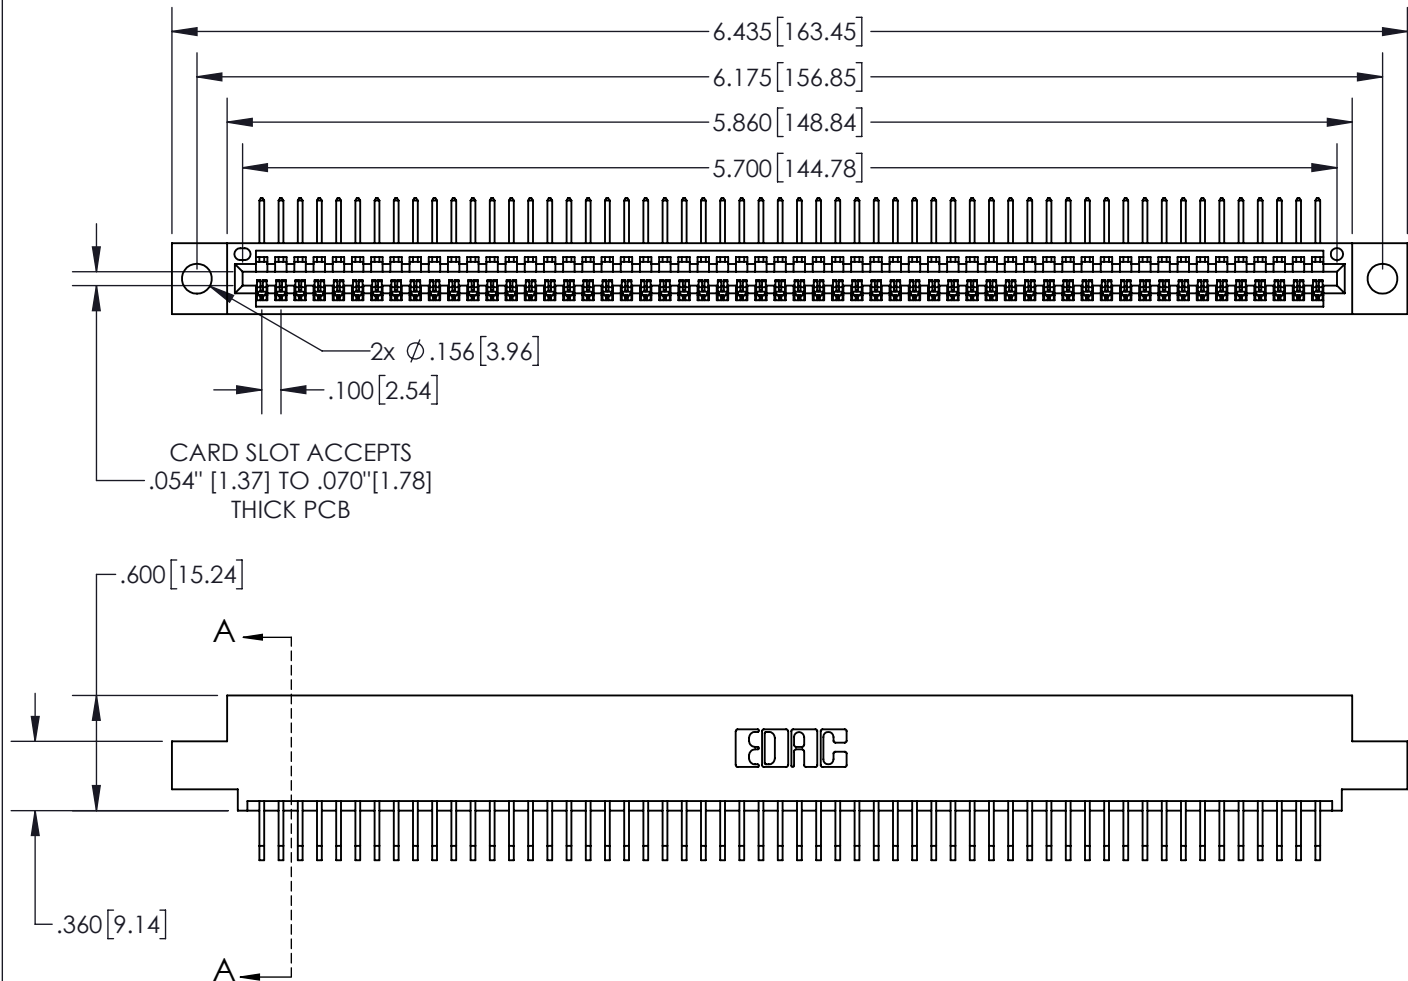 6.435[163.45]
6.175[156.85]
5.860[148.84]
5.700[144.78]
2x Ø.156[3.96]
.100[2.54]
CARD SLOT ACCEPTS
.054" [1.37] TO .070"[1.78]
THICK PCB
.600[15.24]
A
EDAC
.360[9.14]
A